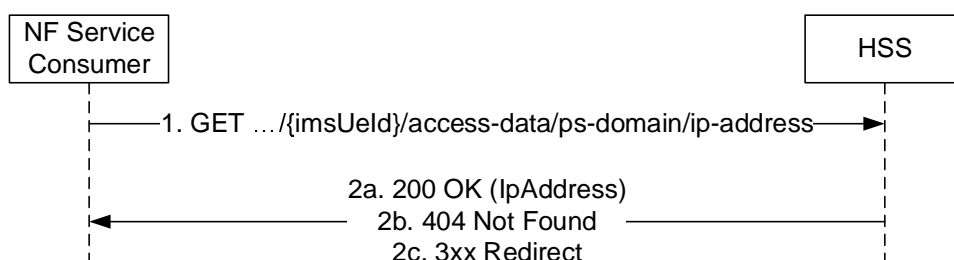 NF Service
Consumer
HSS
1. GET …/{imsUeId}/access-data/ps-domain/ip-address
2a. 200 OK (IpAddress)
2b. 404 Not Found
2c. 3xx Redirect